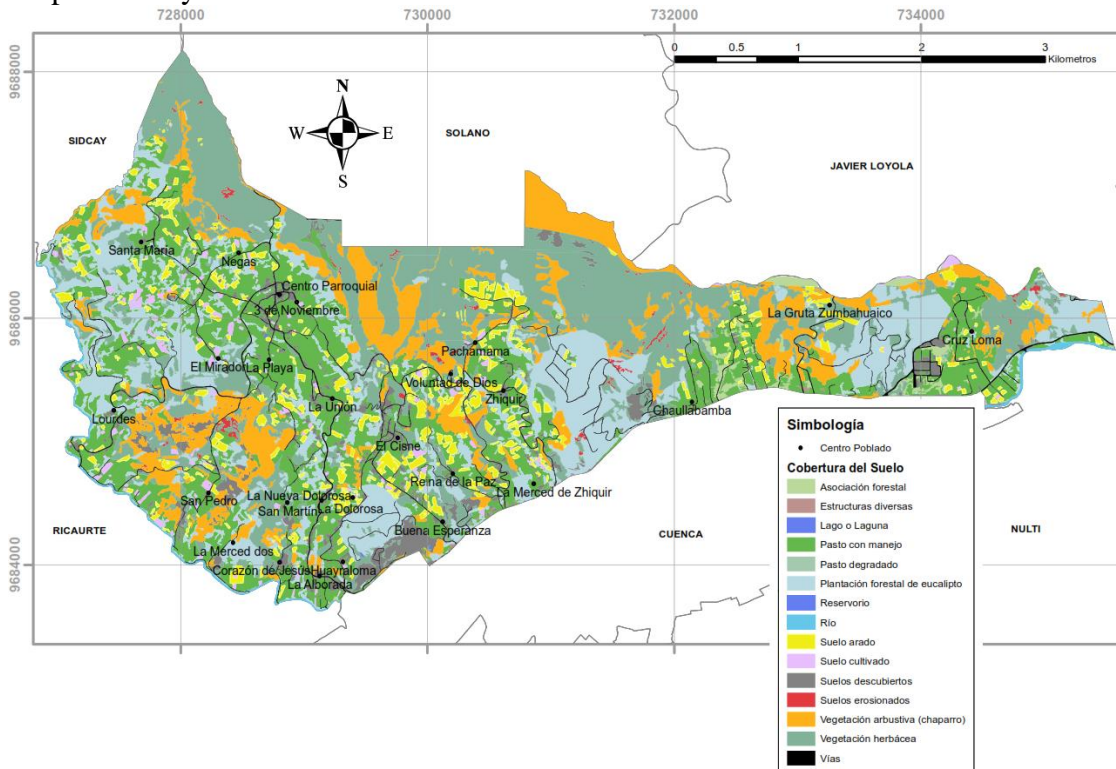 728000
730000
732000
734000
9688000
9686000
9684000
0
0.5
1
2
3
Kilometros
N
W
E
S
SIDCAY
SOLANO
JAVIER LOYOLA
RICAURTE
CUENCA
NULTI
Santa María
Negas
Centro Parroquial
3 de Noviembre
El Mirador
La Playa
Lourdes
La Unión
Pachamama
Voluntad de Dios
Zhiquir
El Cisne
Reina de la Paz
La Merced de Zhiquir
La Nueva Dolorosa
San Pedro
San Martín
La Dolorosa
Buena Esperanza
La Merced dos
Corazón de Jesús
Huayraloma
La Alborada
Chaullabamba
La Gruta Zumbahuaico
Cruz Loma
Simbología
Centro Poblado
Cobertura del Suelo
Asociación forestal
Estructuras diversas
Lago o Laguna
Pasto con manejo
Pasto degradado
Plantación forestal de eucalipto
Reservorio
Río
Suelo arado
Suelo cultivado
Suelos descubiertos
Suelos erosionados
Vegetación arbustiva (chaparro)
Vegetación herbácea
Vías